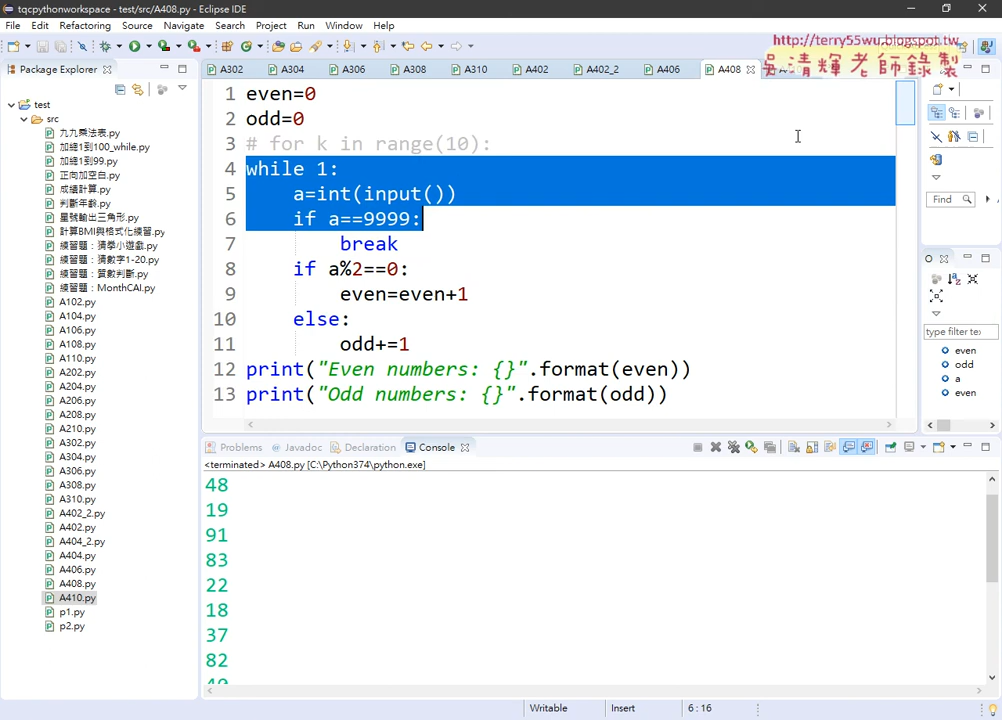 tqcpythonworkspace - test/src/A408.py - Eclipse IDE
File Edit Refactoring Source Navigate Search Project Run Window Help
http://terry55wu.blogspot.tw
吳清輝老師錄製
Package Explorer
A302 A304 A306 A308 A310 A402 A402_2 A406 A408
test
src
九九乘法表.py
加總1到100_while.py
加總1到99.py
正向加空白.py
成績計算.py
判斷年齡.py
星號輸出三角形.py
計算BMI與格式化練習.py
練習題：猜拳小遊戲.py
練習題：猜數字1-20.py
練習題：質數判斷.py
練習題：MonthCAI.py
A102.py
A104.py
A106.py
A108.py
A110.py
A202.py
A204.py
A206.py
A208.py
A210.py
A302.py
A304.py
A306.py
A308.py
A310.py
A402_2.py
A402.py
A404_2.py
A404.py
A406.py
A408.py
A410.py
p1.py
p2.py
1 even=0
2 odd=0
3 # for k in range(10):
4 while 1:
5 a=int(input())
6 if a==9999:
7 break
8 if a%2==0:
9 even=even+1
10 else:
11 odd+=1
12 print("Even numbers: {}".format(even))
13 print("Odd numbers: {}".format(odd))
Find
type filter te
even
odd
a
even
Problems Javadoc Declaration Console
<terminated> A408.py [C:\Python374\python.exe]
48
19
91
83
22
18
37
82
Writable Insert 6 : 16